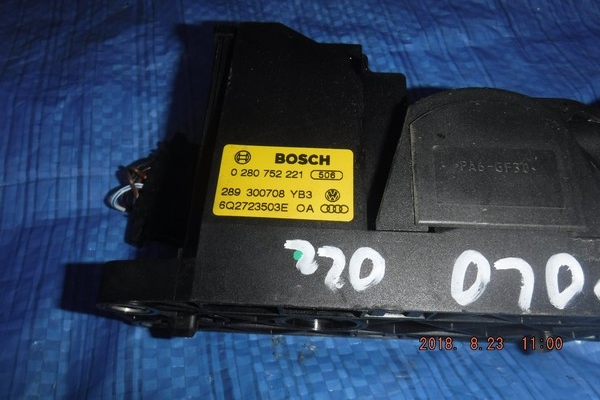 BOSCH
0 280 752 221 506
289 300708 YB3
6Q2723503E OA
PA6-GF30
220 OLO
2018. 8.23 11:00